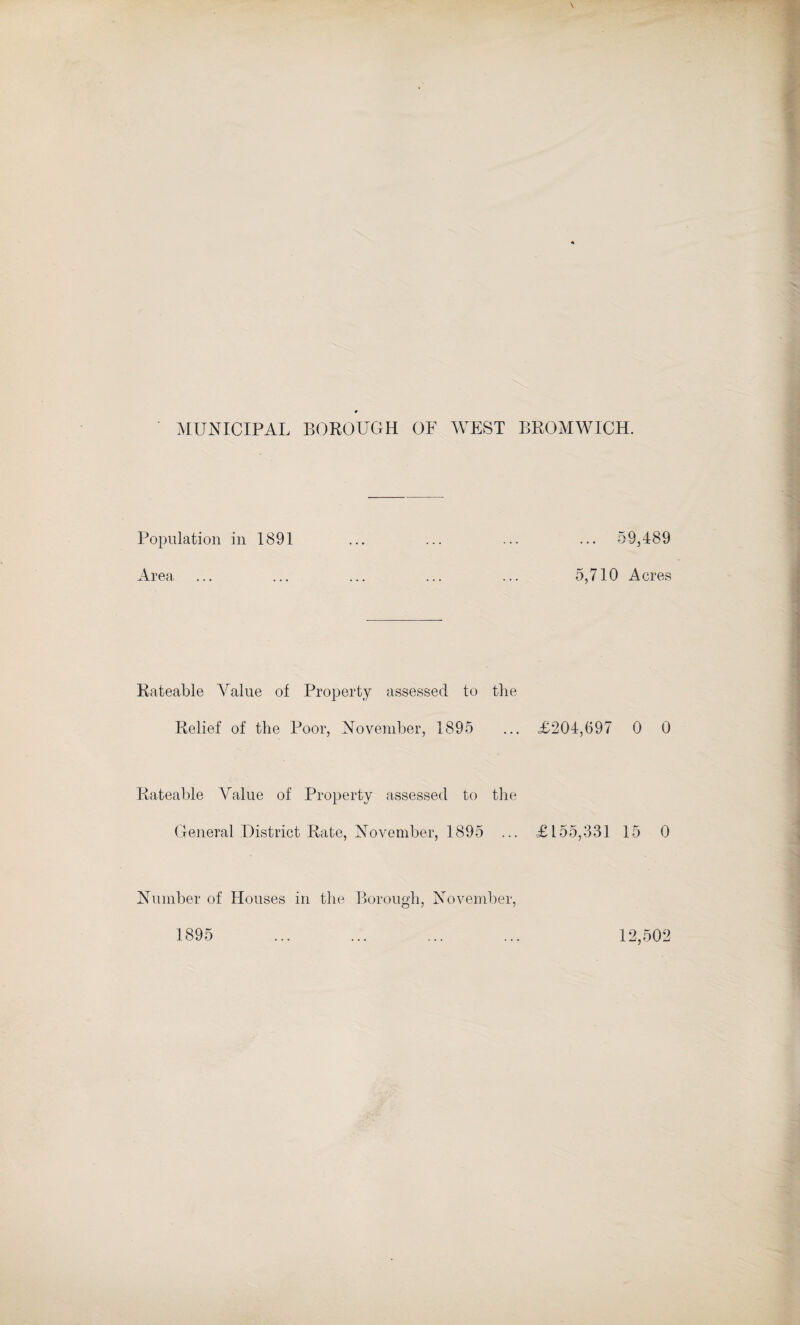 MUNICIPAL BOROUGH OF WEST BROMWICH.
Population in 1891 ... ... ... ... 59,489
Area ... ... ... ... ... 5,710 Acres
Rateable Value of Property assessed to the
Relief of the Poor, November, 1895 ... £204,697 0 0
Rateable Value of Property assessed to the
General District Rate, November, 1895 ... £155,331 15 0
Number of Houses in the Borough, November,
1895 ... ... ... ... 12,502